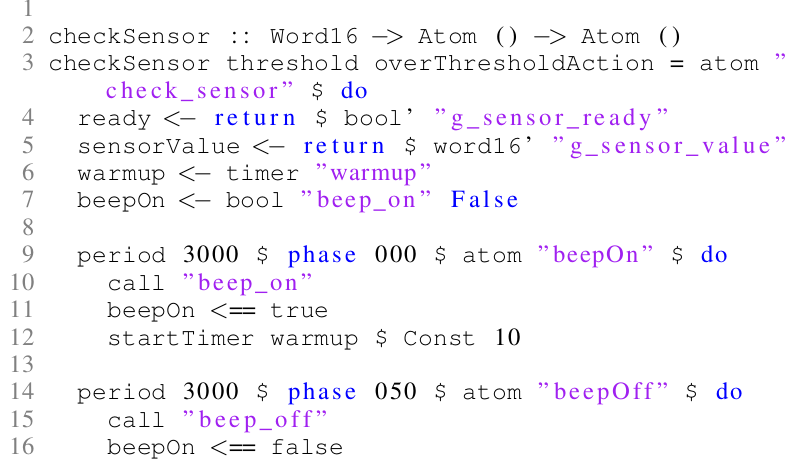 1
2 checkSensor :: Word16 −> Atom () −> Atom ()
3 checkSensor threshold overThresholdAction = atom ”
check_sensor” $ do
4 ready <− return $ bool’ ”g_sensor_ready”
5 sensorValue <− return $ word16’ ”g_sensor_value”
6 warmup <− timer ”warmup”
7 beepOn <− bool ”beep_on” False
8
9 period 3000 $ phase 000 $ atom ”beepOn” $ do
10 call ”beep_on”
11 beepOn <== true
12 startTimer warmup $ Const 10
13
14 period 3000 $ phase 050 $ atom ”beepOff” $ do
15 call ”beep_off”
16 beepOn <== false